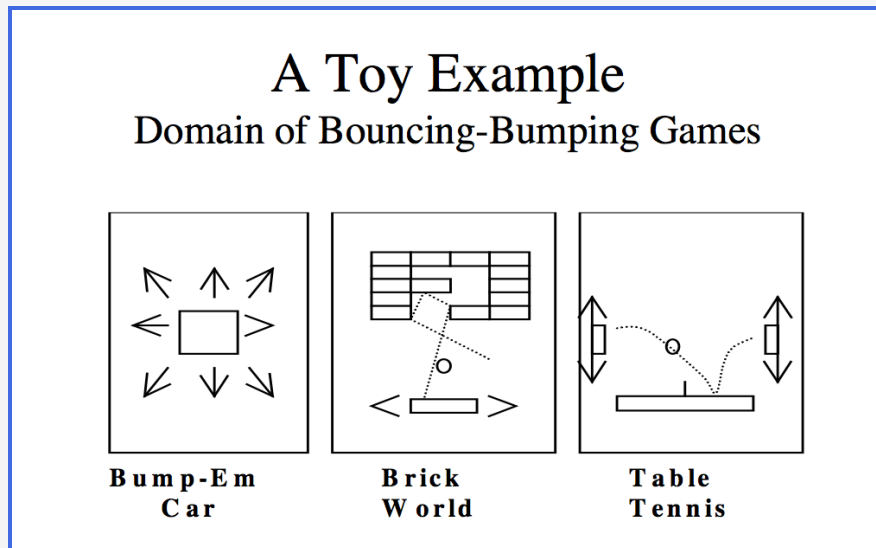 A Toy Example
Domain of Bouncing-Bumping Games
Bump-Em
Car
Brick
World
Table
Tennis